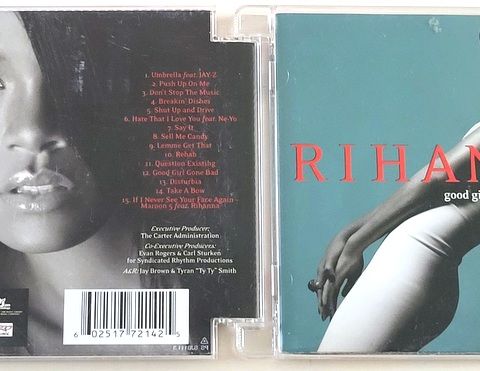 1. Umbrella feat. JAY-Z
2. Push Up On Me
3. Don't Stop The Music
4. Breakin' Dishes
5. Shut Up and Drive
6. Hate That I Love You feat. Ne-Yo
7. Say It
8. Sell Me Candy
9. Lemme Get That
10. Rehab
11. Question Existing
12. Good Girl Gone Bad
13. Disturbia
14. Take A Bow
15. If I Never See Your Face Again –
Maroon 5 feat. Rihanna
Executive Producer:
The Carter Administration
Co-Executive Producers:
Evan Rogers & Carl Sturken
for Syndicated Rhythm Productions
A&R: Jay Brown & Tyran "Ty Ty" Smith
6 02517 72142 5
RIHAN
good gi